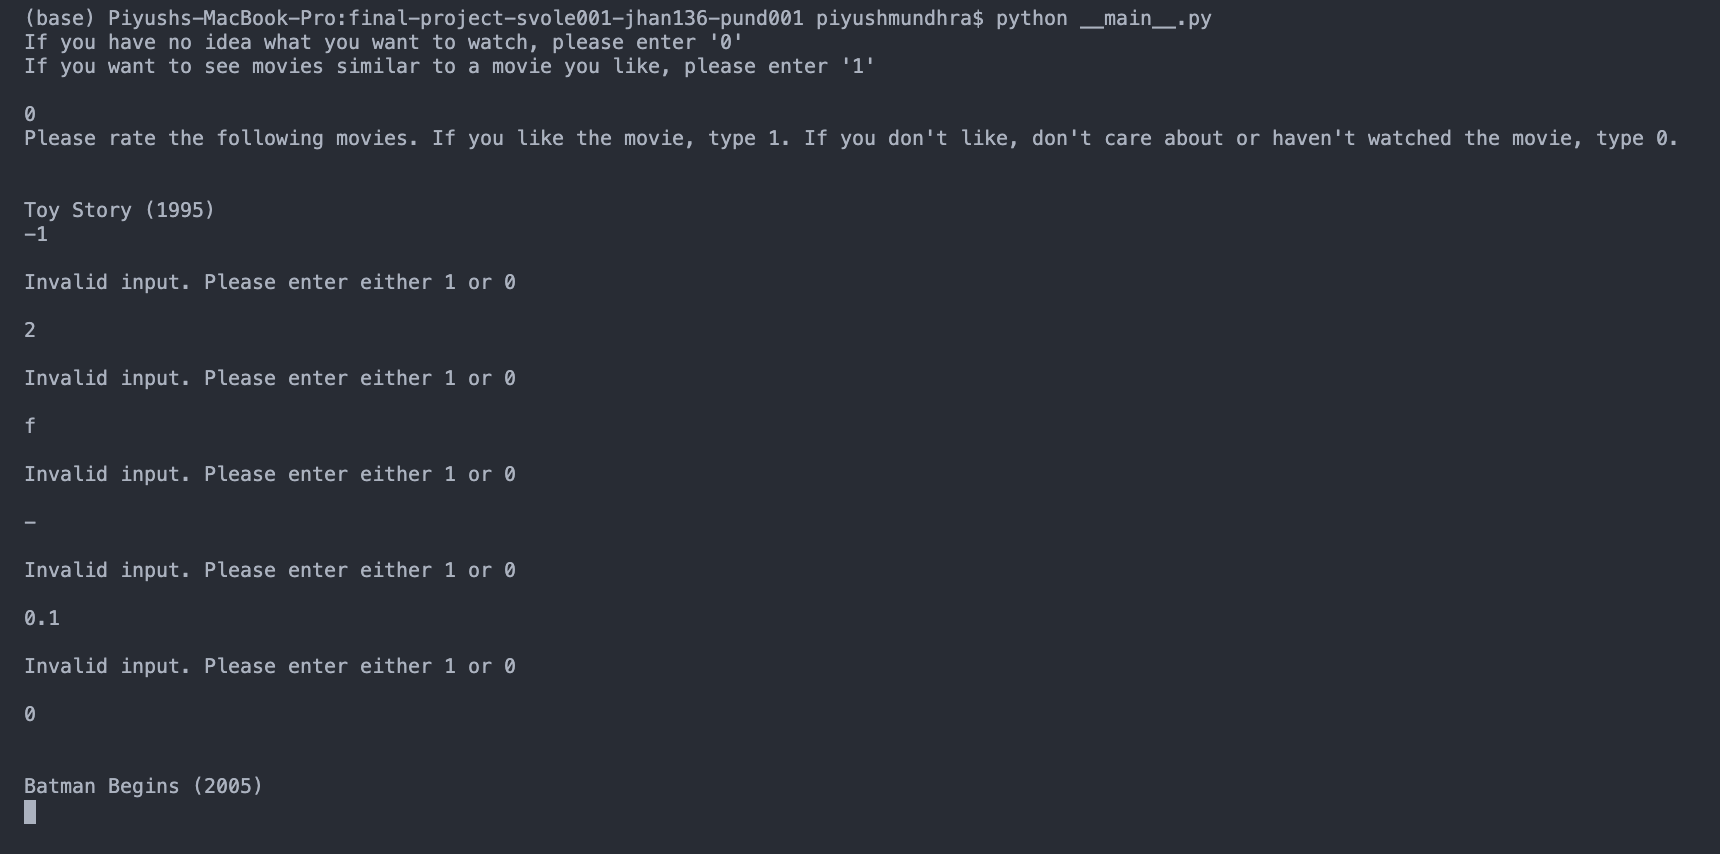 (base) Piyushs-MacBook-Pro:final-project-svole001-jhan136-pund001 piyushmundhra$ python __main__.py
If you have no idea what you want to watch, please enter '0'
If you want to see movies similar to a movie you like, please enter '1'
0
Please rate the following movies. If you like the movie, type 1. If you don't like, don't care about or haven't watched the movie, type 0.
Toy Story (1995)
-1
Invalid input. Please enter either 1 or 0
2
Invalid input. Please enter either 1 or 0
f
Invalid input. Please enter either 1 or 0
-
Invalid input. Please enter either 1 or 0
0.1
Invalid input. Please enter either 1 or 0
0
Batman Begins (2005)